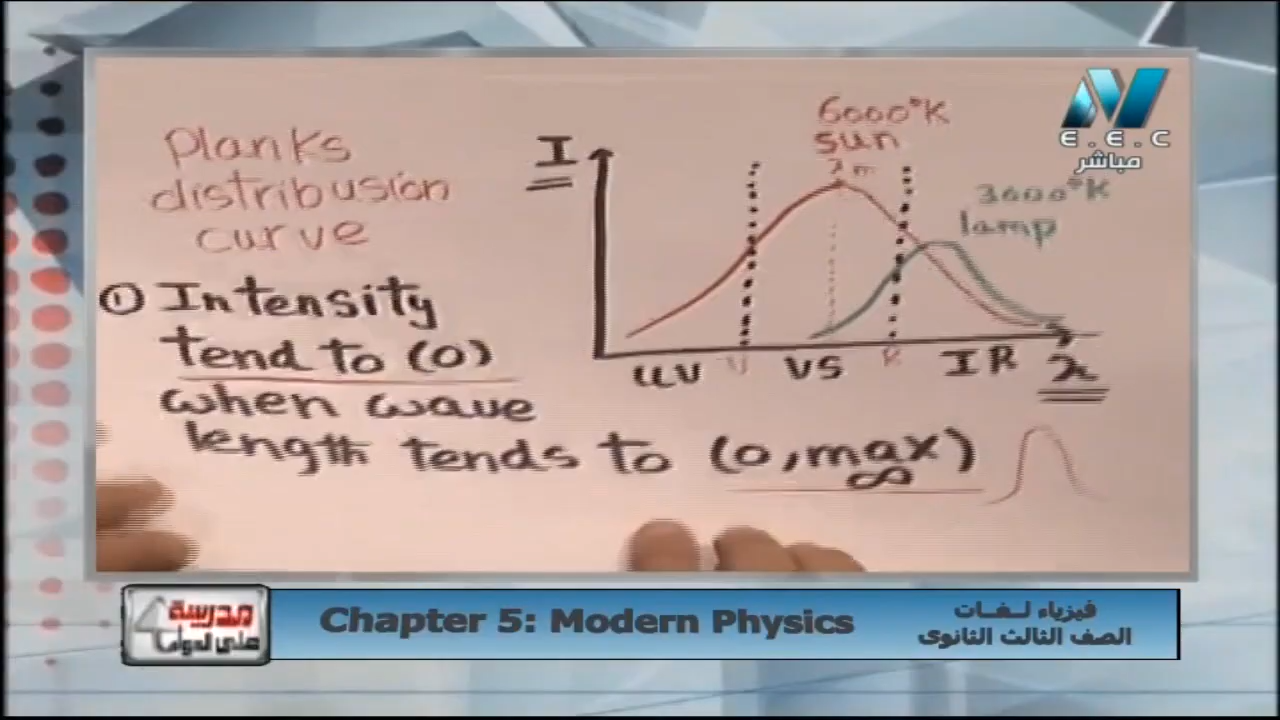 Planks
distribusion
curve
① Intensity
tend to (0)
when wave
length tends to (0, max)
∞
I
6000°K
sun
λm
3000°K
lamp
UV
V
VS
R
IR
λ
E.E.C
مباشر
مدرسة
على الهواء
Chapter 5: Modern Physics
فيزياء لغات
الصف الثالث الثانوى